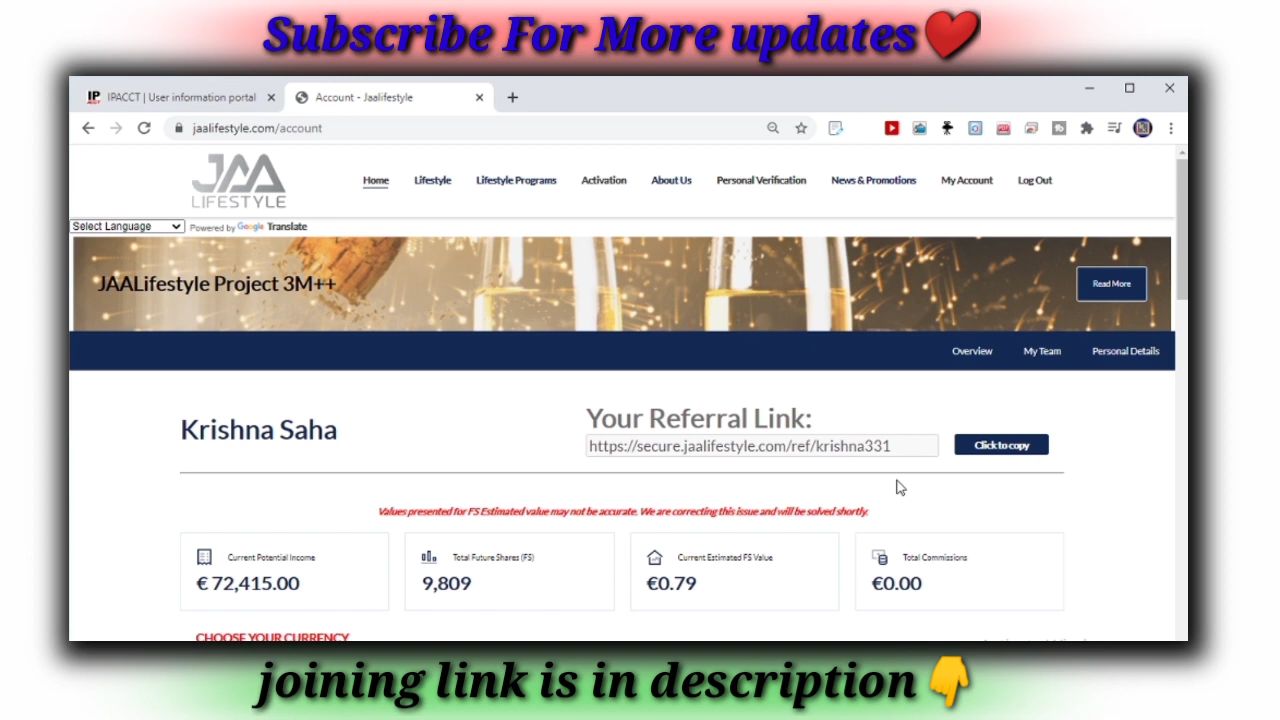 Subscribe For More updates❤️
IP IPACCT | User information portal
Account - Jaalifestyle
jaalifestyle.com/account
JAA
LIFESTYLE
Home Lifestyle Lifestyle Programs Activation About Us Personal Verification News & Promotions My Account Log Out
Select Language Powered by Google Translate
JAALifestyle Project 3M++
Read More
Overview My Team Personal Details
Krishna Saha
Your Referral Link:
https://secure.jaalifestyle.com/ref/krishna331
Click to copy
Values presented for FS Estimated value may not be accurate. We are correcting this issue and will be solved shortly.
Current Potential Income
€ 72,415.00
Total Future Shares (FS)
9,809
Current Estimated FS Value
€0.79
Total Commissions
€0.00
CHOOSE YOUR CURRENCY
joining link is in description👇